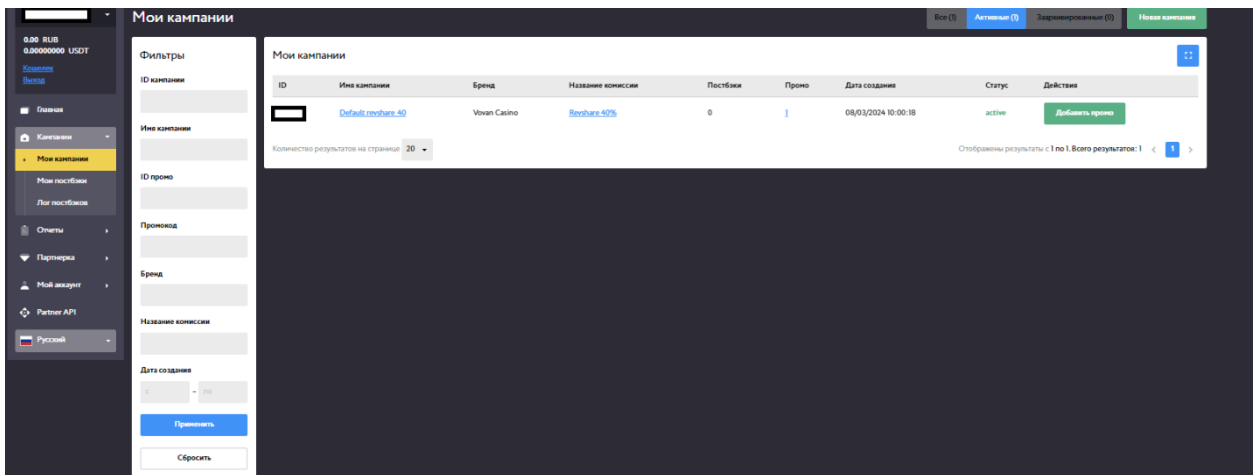 Мои кампании
Все (1)
Активные (1)
Заархивированные (0)
Новая кампания
0.00 RUB
0.00000000 USDT
Кошелек
Выход
Главная
Кампании
Мои кампании
Мои постбэки
Лог постбэков
Отчеты
Партнерка
Мой аккаунт
Partner API
Русский
Фильтры
ID кампании
Имя кампании
ID промо
Промокод
Бренд
Название комиссии
Дата создания
с - по
Применить
Сбросить
Мои кампании
ID Имя кампании Бренд Название комиссии Постбэки Промо Дата создания Статус Действия
Default revshare 40 Vovan Casino Revshare 40% 0 1 08/03/2024 10:00:18 active Добавить промо
Количество результатов на странице 20
Отображены результаты с 1 по 1. Всего результатов: 1 < 1 >